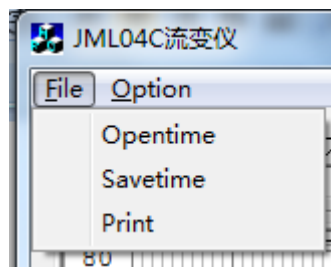 JML04C流变仪
File Option
Opentime
Savetime
Print
80